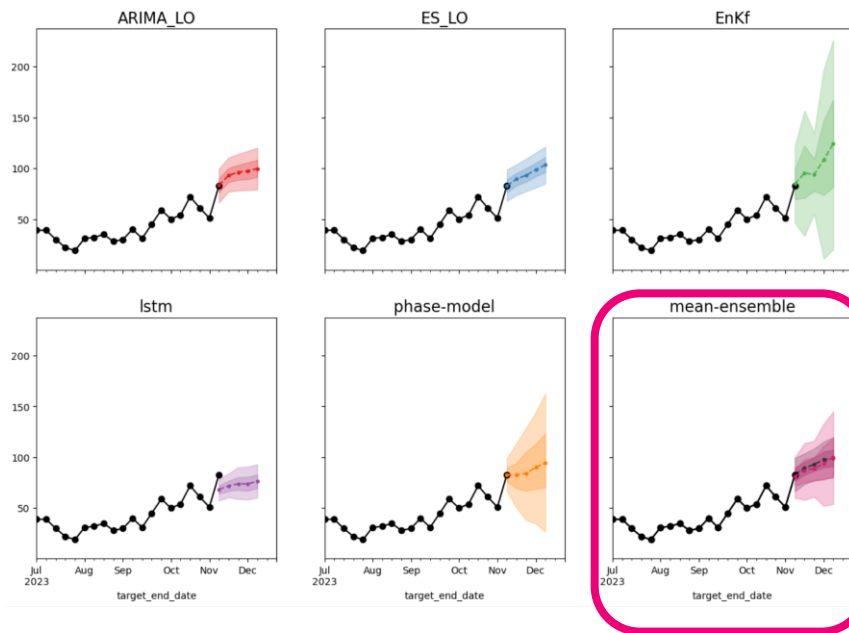 ARIMA_LO ES_LO EnKf
200
150
100
50
lstm phase-model mean-ensemble
200
150
100
50
Jul Aug Sep Oct Nov Dec Jul Aug Sep Oct Nov Dec Jul Aug Sep Oct Nov Dec
2023 2023 2023
target_end_date target_end_date target_end_date